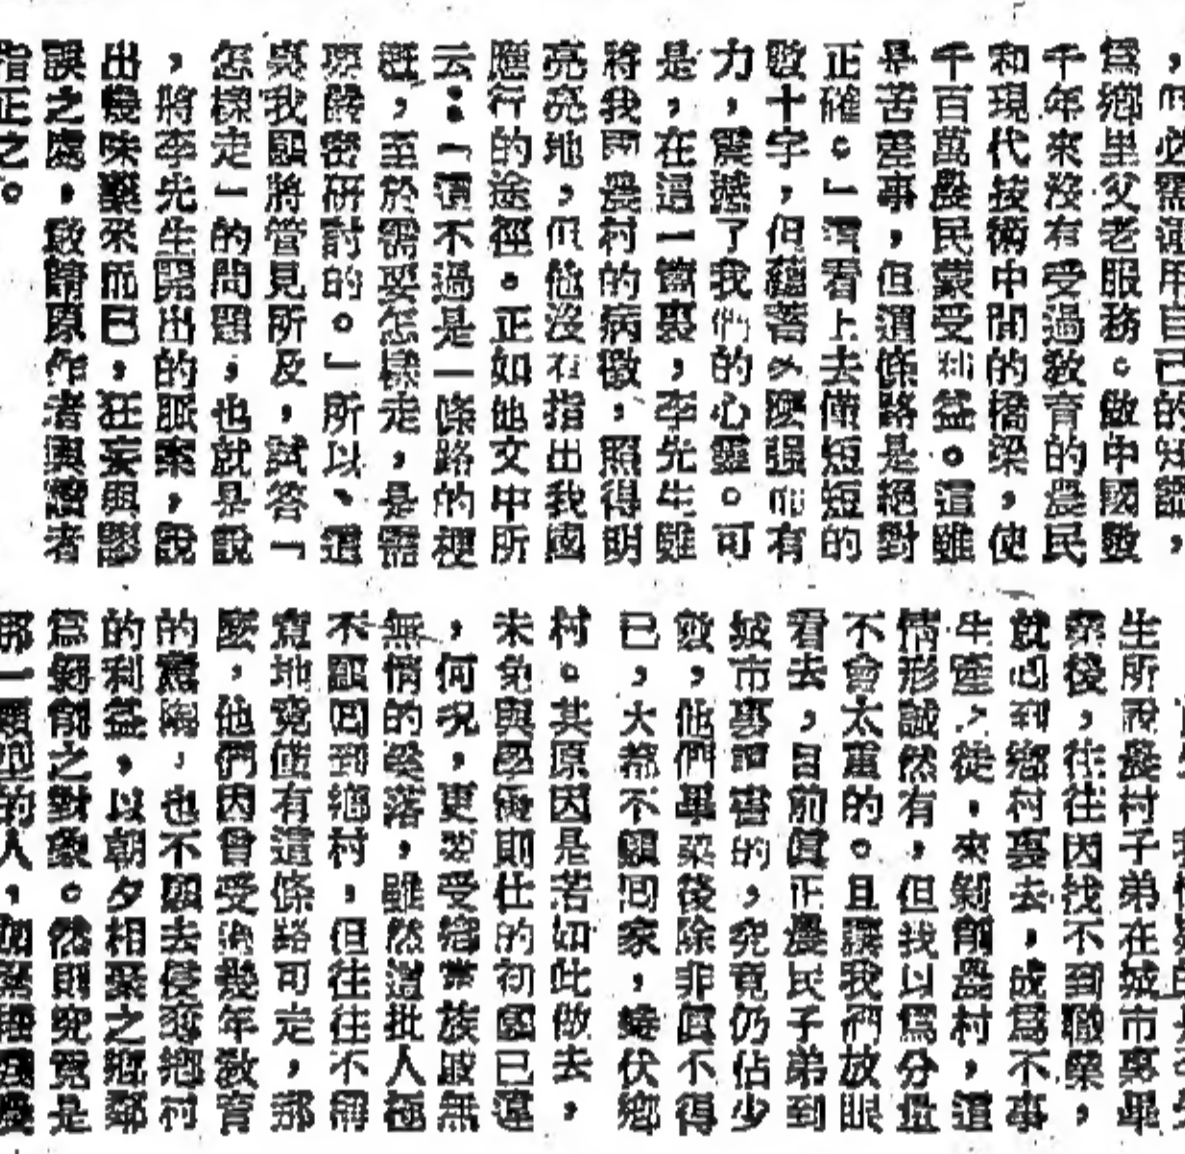 ，而必需運用自己的知識，
爲鄉里父老服務。做中國數
千年來沒有受過敎育的農民
和現代技術中間的橋梁，使
千百萬農民蒙受利益。這雖
是苦差事，但這條路是絕對
正確。」看上去僅短短的
數十字，但蘊蓄多麽强而有
力，震撼了我們的心靈。可
是，在這一篇裏，李先生雖
將我國農村的病徵，照得明
亮亮地，但他沒有指出我國
應行的途徑。正如他文中所
云：「這不過是一條路的梗
槪，至於需要怎樣走，是需
要嚴密研討的。」所以、這
我國將管見所及，試答「
怎樣走」的問題，也就是說
，將李先生開出的脈案，說
出幾味藥來而已，狂妄與謬
誤之處，敬請原作者與讀者
指正之。
生所說農村子弟在城市裏畢
業後，往往因找不到職業，
就回到鄉村裏去，成爲不事
生產之徒，來剝削農村，這
情形誠然有，但我以爲分量
不會太重的。且讓我們放眼
看去，目前眞正農民子弟到
城市裏讀書的，究竟仍佔少
數，他們畢業後除非眞不得
已，大都不願回家，蟄伏鄉
村。其原因是若如此做去，
未免與學優則仕的初衷已違
，何况，更要受鄉黨族戚無
無情的奚落，雖然這批人極
不願回到鄉村，但往往不得
實地竟僅有這條路可走，那
麽，他們因曾受過幾年敎育
的薰陶，也不願去侵奪鄉村
的利益，以朝夕相聚之鄉鄰
爲剝削之對象。然則究竟是
那一類型的人，